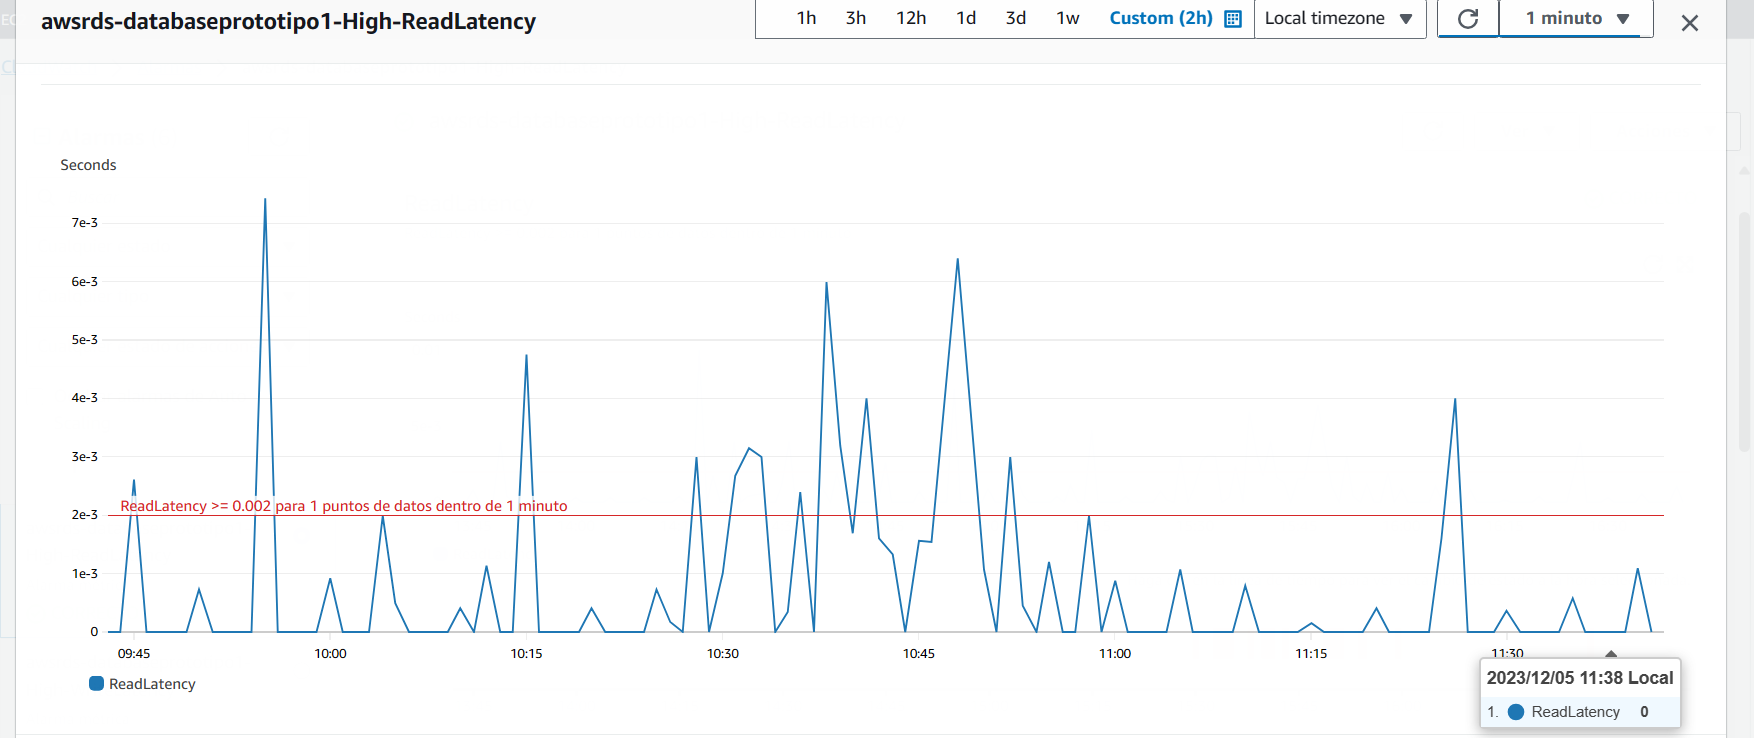 awsrds-databaseprototipo1-High-ReadLatency
1h 3h 12h 1d 3d 1w Custom (2h) Local timezone 1 minuto
Seconds
7e-3
6e-3
5e-3
4e-3
3e-3
ReadLatency >= 0.002 para 1 puntos de datos dentro de 1 minuto
2e-3
1e-3
0
09:45 10:00 10:15 10:30 10:45 11:00 11:15 11:30
ReadLatency
2023/12/05 11:38 Local
1. ReadLatency 0